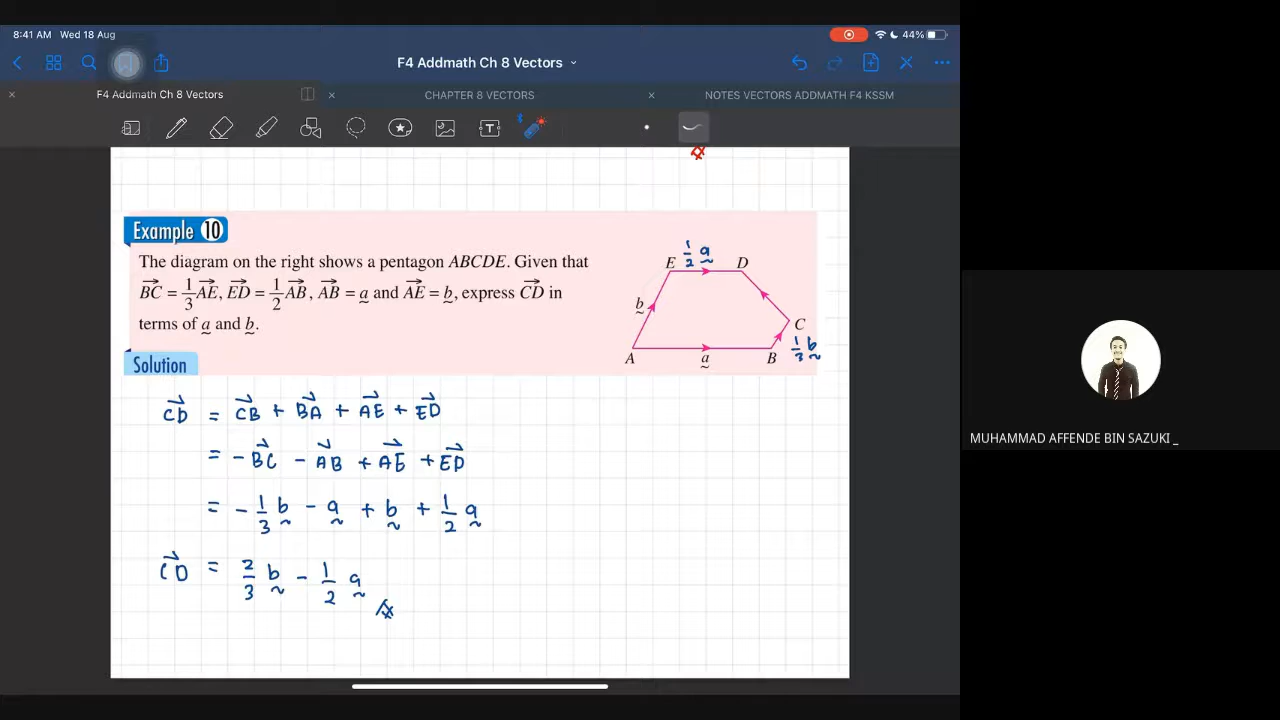 8:41 AM Wed 18 Aug
44%
F4 Addmath Ch 8 Vectors
F4 Addmath Ch 8 Vectors
CHAPTER 8 VECTORS
NOTES VECTORS ADDMATH F4 KSSM
Example 10
The diagram on the right shows a pentagon ABCDE. Given that
BC⃗ = 1/3 AE⃗, ED⃗ = 1/2 AB⃗, AB⃗ = a̰ and AE⃗ = b̰, express CD⃗ in
terms of a̰ and b̰.
1/2 a̰
E D
b̰
C
1/3 b̰
A a̰ B
Solution
CD⃗ = CB⃗ + BA⃗ + AE⃗ + ED⃗
= -BC⃗ - AB⃗ + AE⃗ + ED⃗
= - 1/3 b̰ - a̰ + b̰ + 1/2 a̰
CD⃗ = 2/3 b̰ - 1/2 a̰
MUHAMMAD AFFENDE BIN SAZUKI _